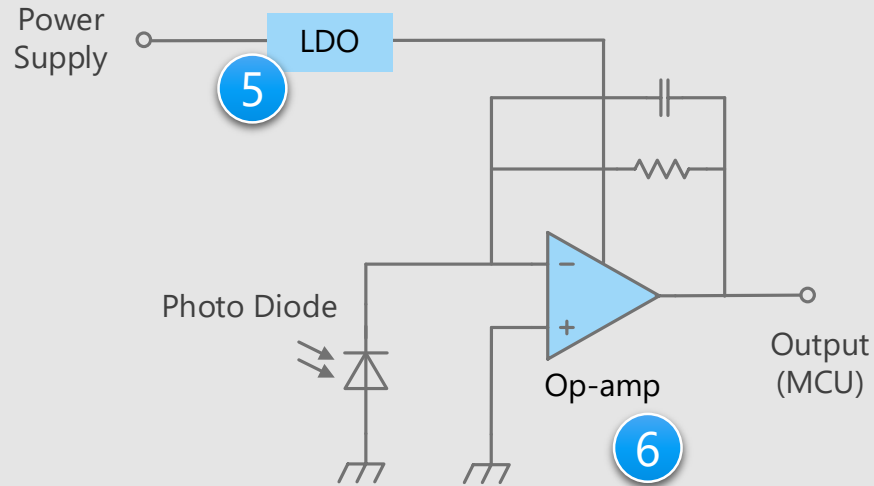 Power
Supply
LDO
5
Photo Diode
Op-amp
6
Output
(MCU)